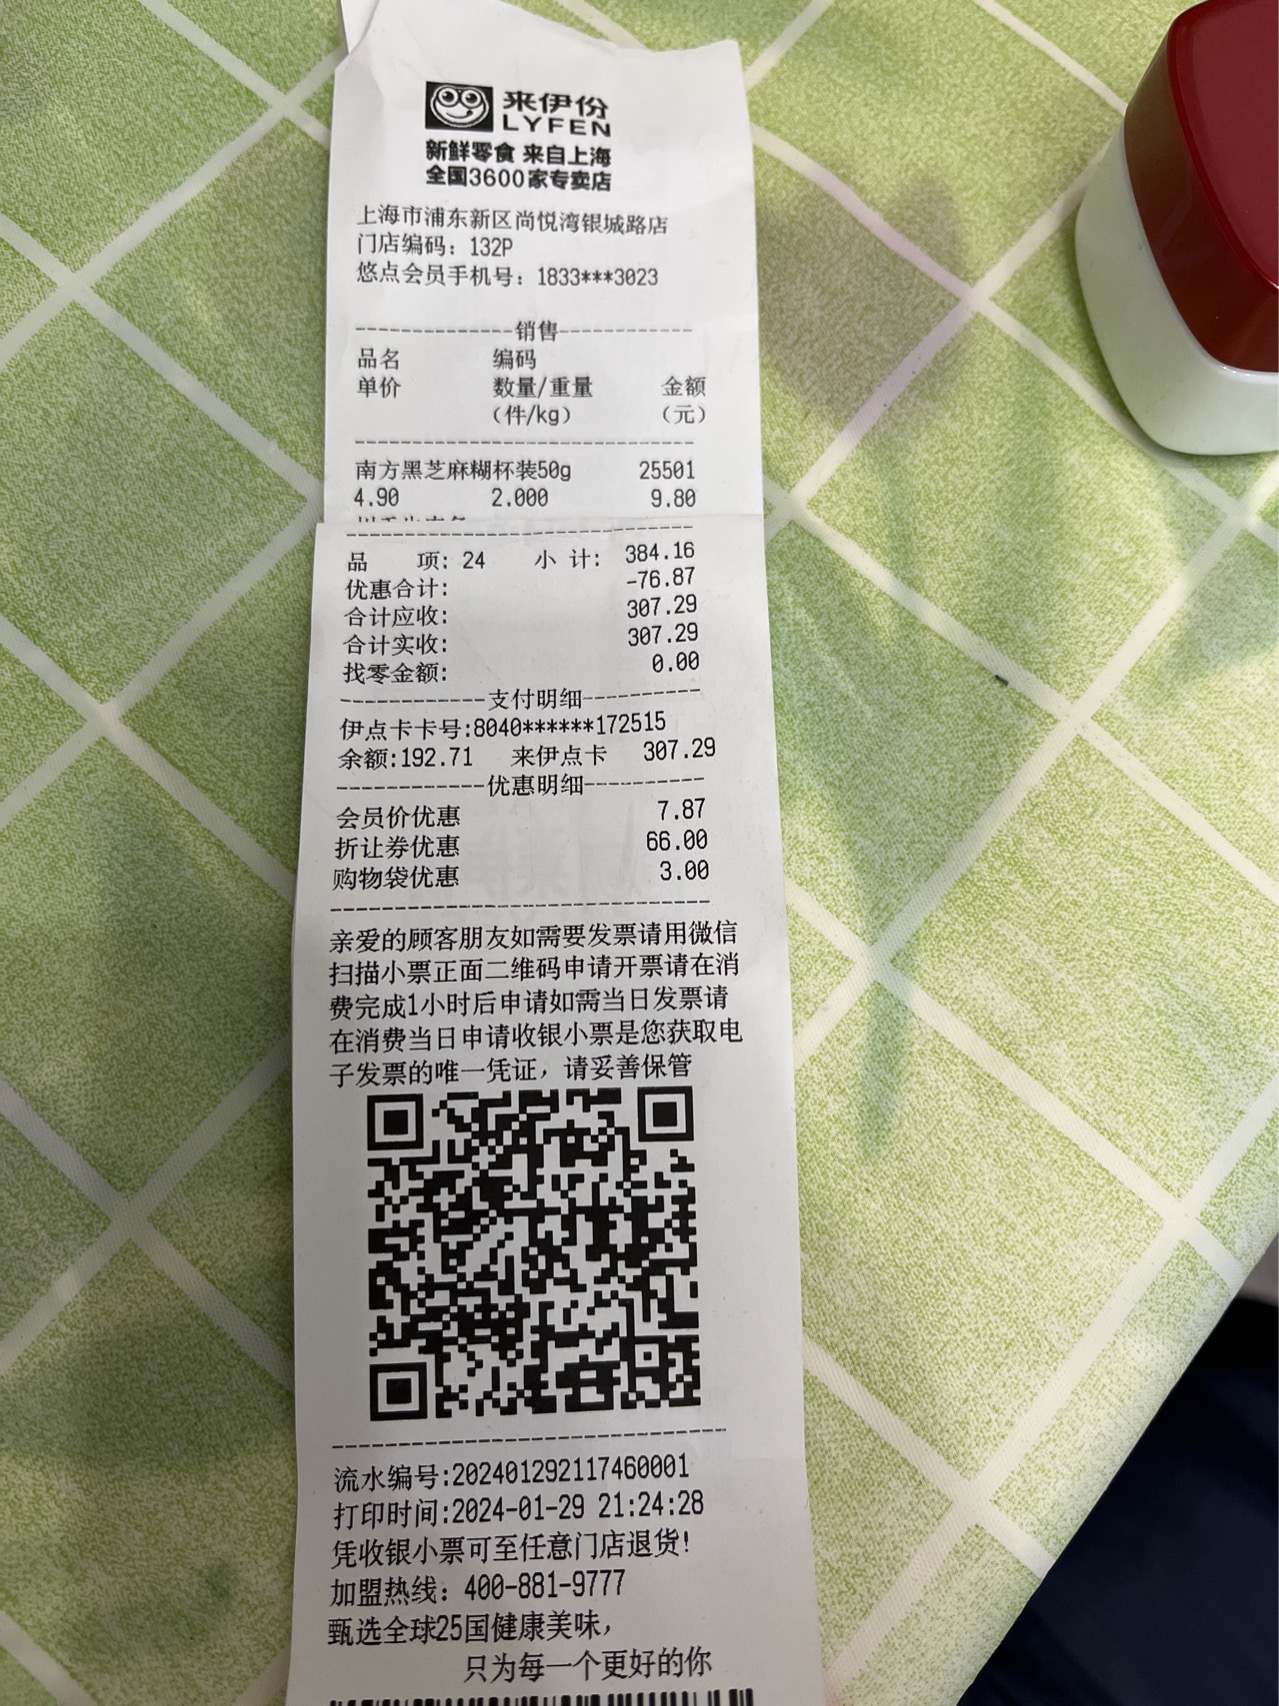 来伊份
LYFEN
新鲜零食 来自上海
全国3600家专卖店
上海市浦东新区尚悦湾银城路店
门店编码：132P
悠点会员手机号：1833***3023
--------------销售------------
品名 编码
单价 数量/重量 金额
（件/kg） （元）
南方黑芝麻糊杯装50g 25501
4.90 2.000 9.80
品 项: 24 小 计: 384.16
优惠合计: -76.87
合计应收: 307.29
合计实收: 307.29
找零金额: 0.00
-------------支付明细-----------
伊点卡卡号:8040******172515
余额:192.71 来伊点卡 307.29
-------------优惠明细-----------
会员价优惠 7.87
折让券优惠 66.00
购物袋优惠 3.00
亲爱的顾客朋友如需要发票请用微信
扫描小票正面二维码申请开票请在消
费完成1小时后申请如需当日发票请
在消费当日申请收银小票是您获取电
子发票的唯一凭证，请妥善保管
流水编号:202401292117460001
打印时间:2024-01-29 21:24:28
凭收银小票可至任意门店退货!
加盟热线：400-881-9777
甄选全球25国健康美味，
只为每一个更好的你